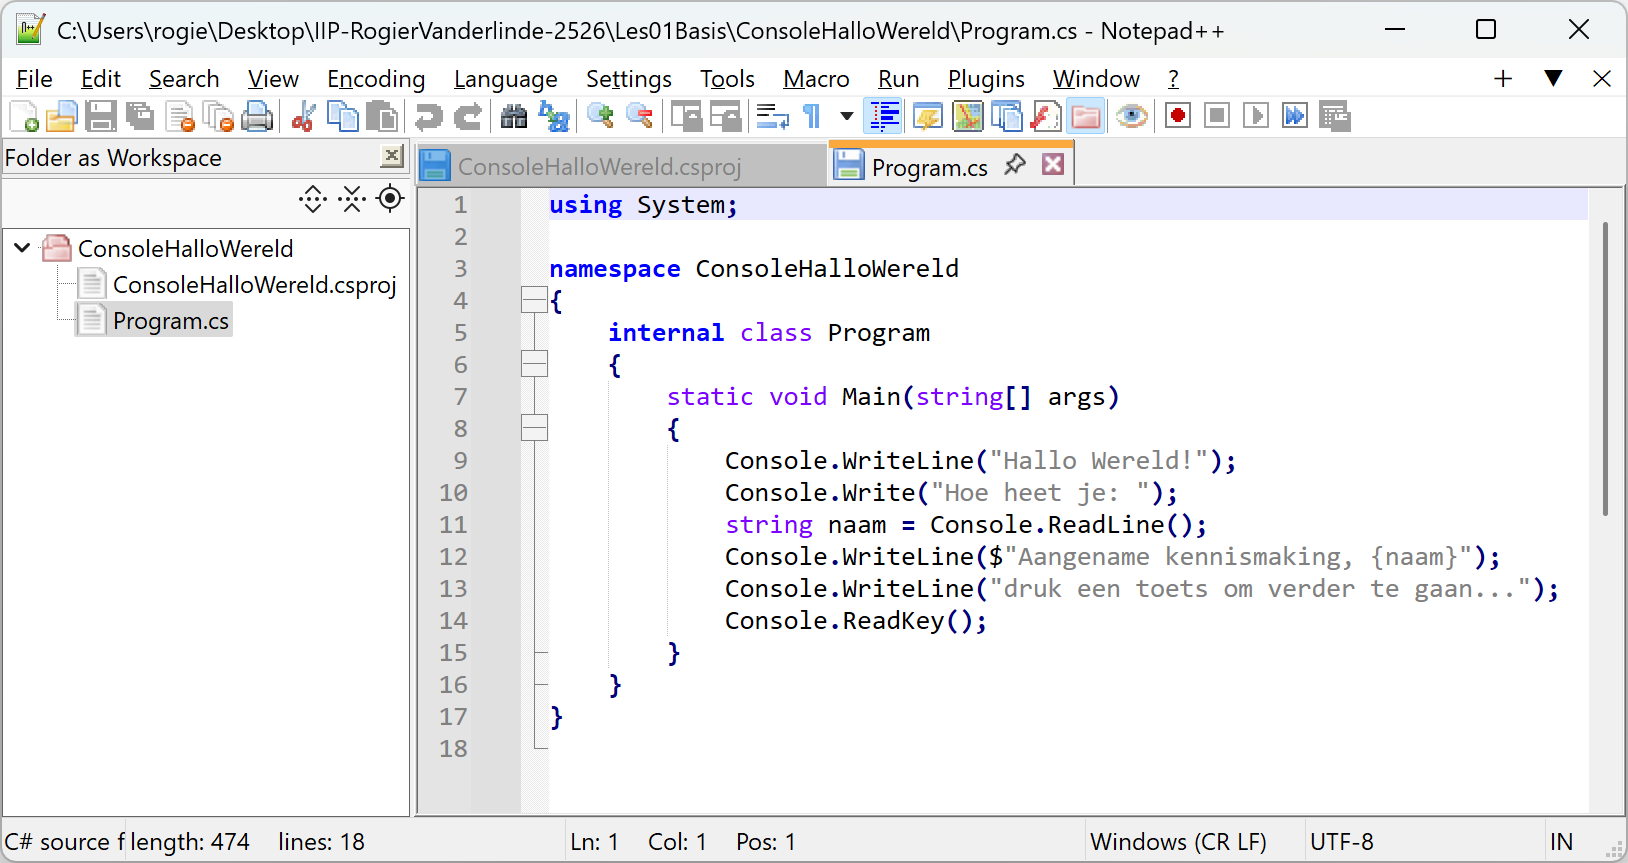 C:\Users\rogie\Desktop\IIP-RogierVanderlinde-2526\Les01Basis\ConsoleHalloWereld\Program.cs - Notepad++
File Edit Search View Encoding Language Settings Tools Macro Run Plugins Window ?
Folder as Workspace
ConsoleHalloWereld
ConsoleHalloWereld.csproj
Program.cs
ConsoleHalloWereld.csproj Program.cs
1 using System;
2
3 namespace ConsoleHalloWereld
4 {
5     internal class Program
6     {
7         static void Main(string[] args)
8         {
9             Console.WriteLine("Hallo Wereld!");
10             Console.Write("Hoe heet je: ");
11             string naam = Console.ReadLine();
12             Console.WriteLine($"Aangename kennismaking, {naam}");
13             Console.WriteLine("druk een toets om verder te gaan...");
14             Console.ReadKey();
15         }
16     }
17 }
18
C# source f length: 474 lines: 18 Ln: 1 Col: 1 Pos: 1 Windows (CR LF) UTF-8 IN